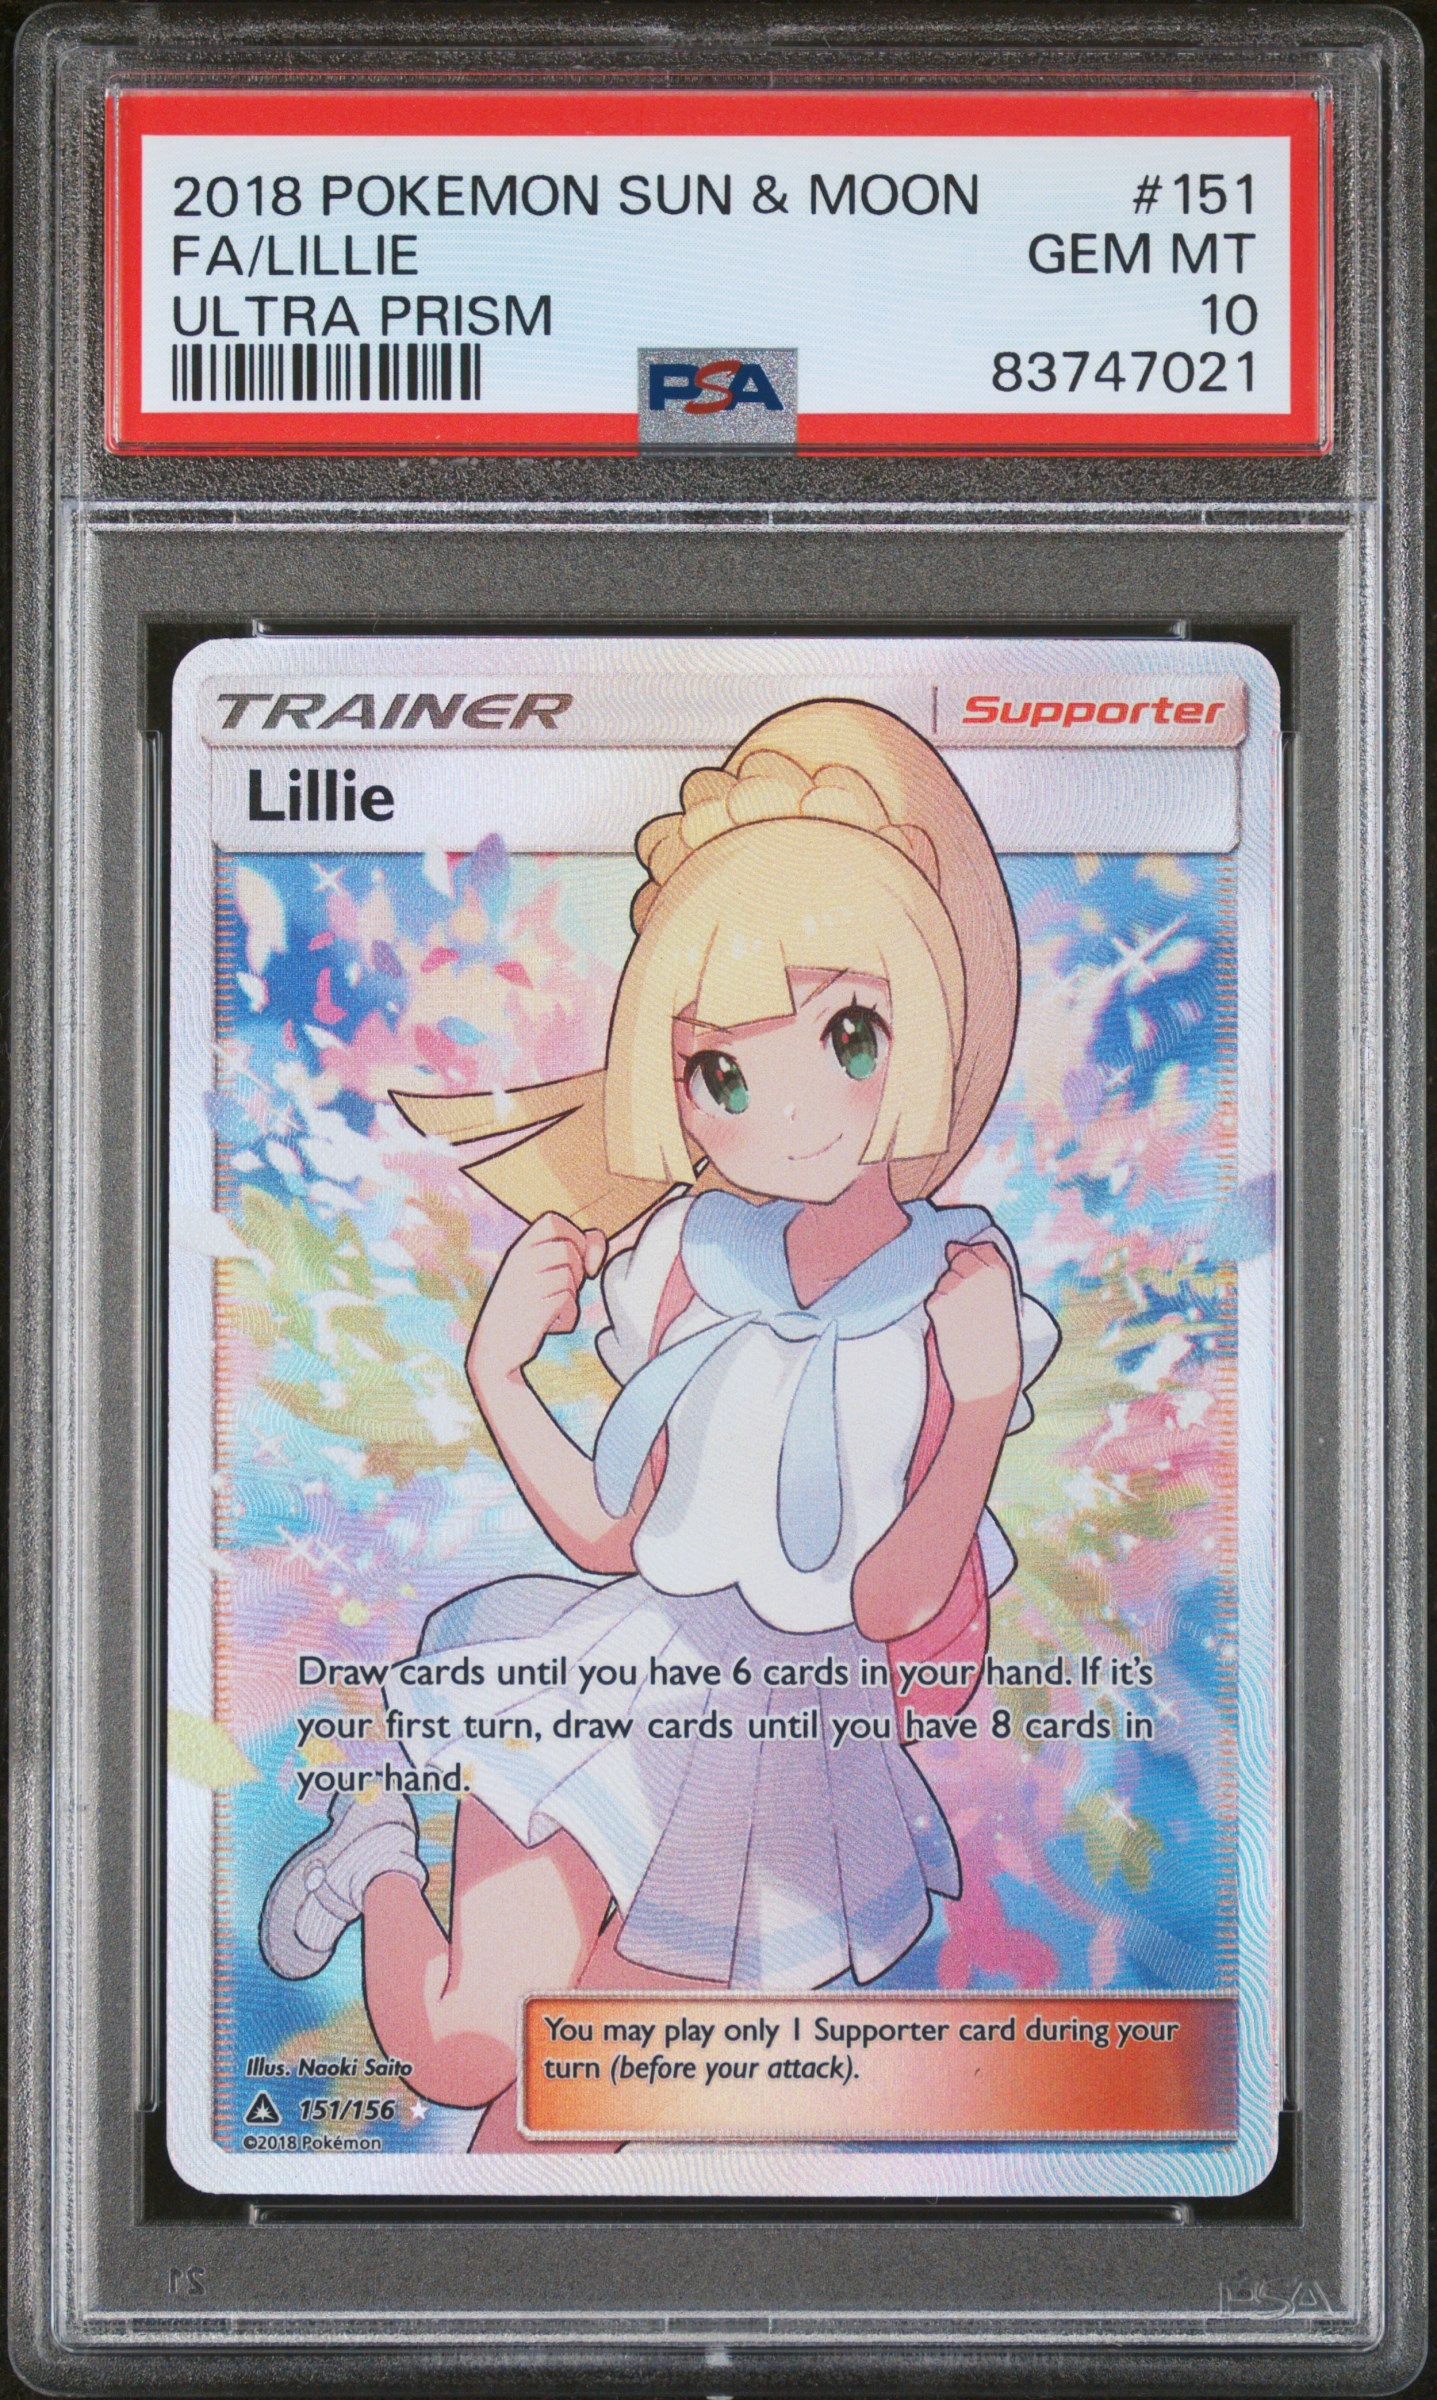 2018 POKEMON SUN & MOON #151
FA/LILLIE GEM MT
ULTRA PRISM 10
PSA 83747021
TRAINER Supporter
Lillie
Draw cards until you have 6 cards in your hand. If it's
your first turn, draw cards until you have 8 cards in
your hand.
You may play only 1 Supporter card during your
turn (before your attack).
Illus. Naoki Saito
151/156
©2018 Pokémon
21 PSA